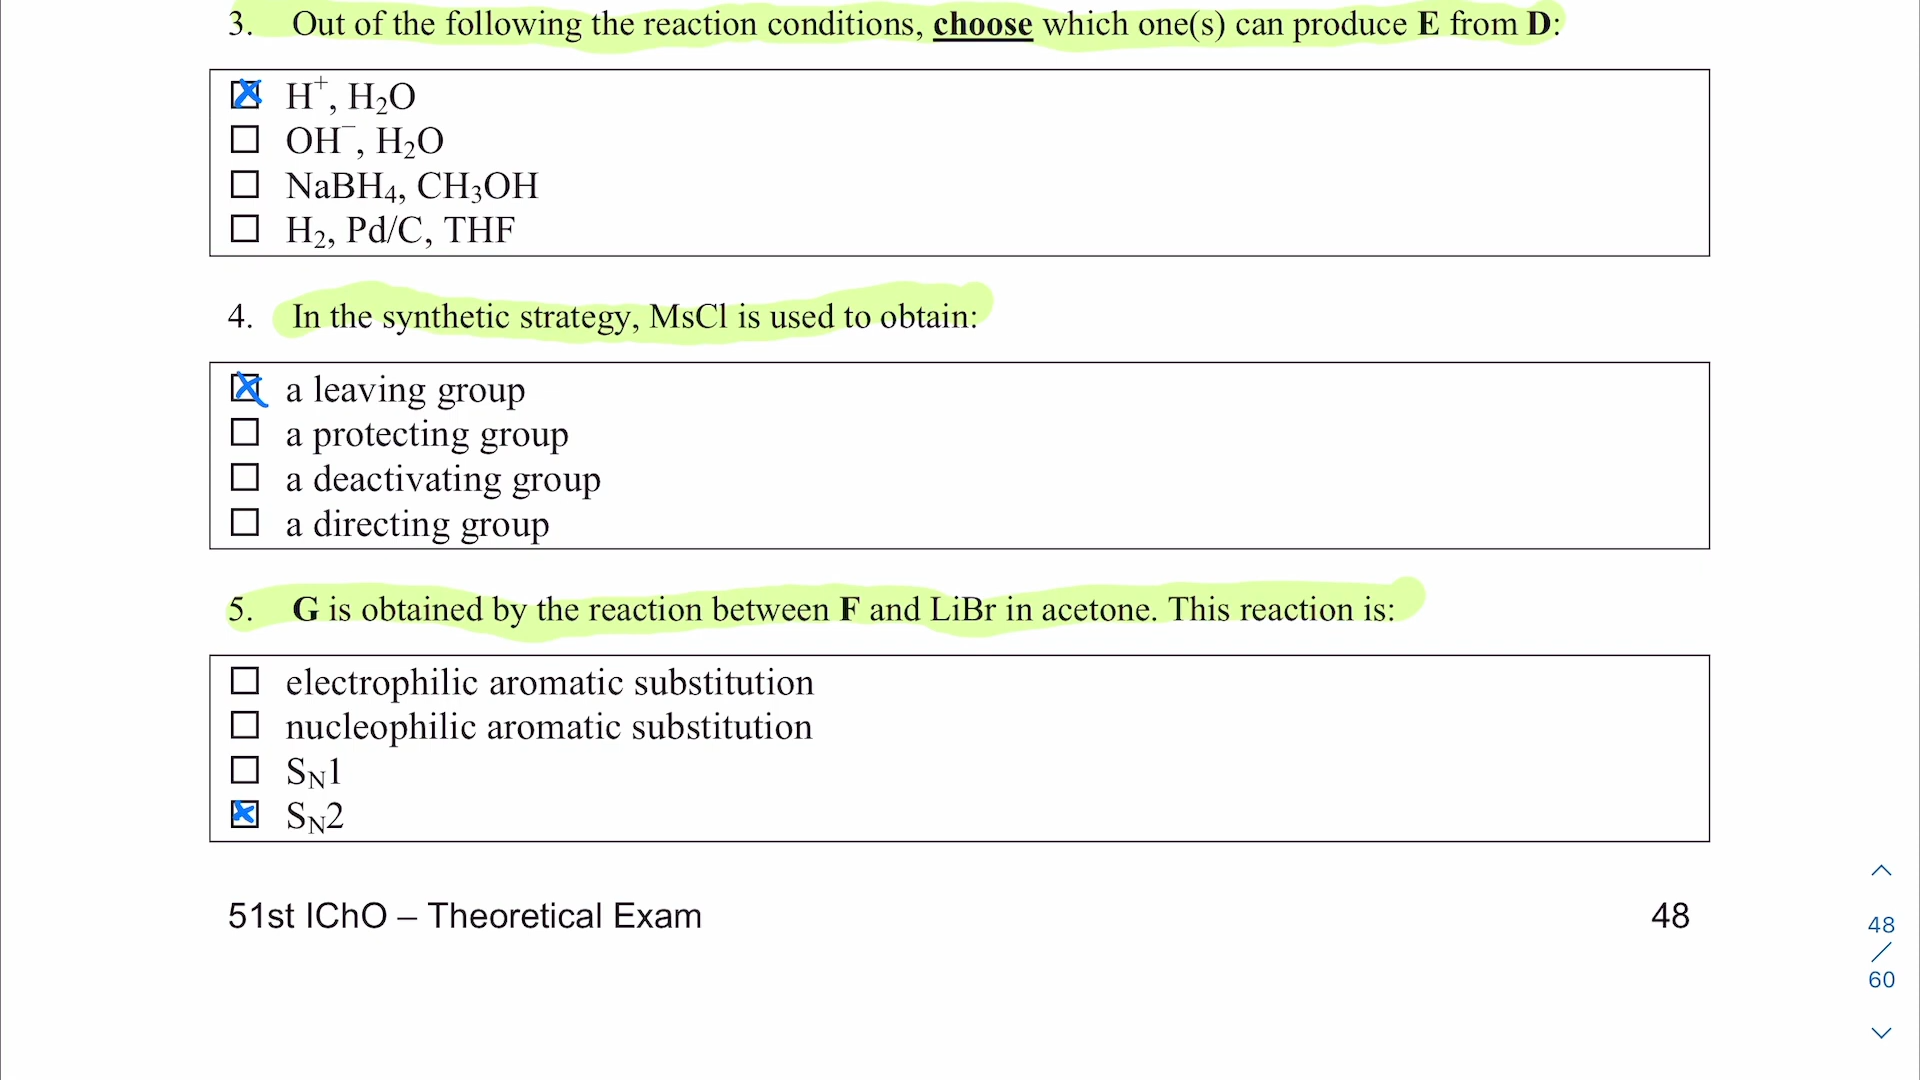 3. Out of the following the reaction conditions, choose which one(s) can produce E from D:
H⁺, H₂O
OH⁻, H₂O
NaBH₄, CH₃OH
H₂, Pd/C, THF
4. In the synthetic strategy, MsCl is used to obtain:
a leaving group
a protecting group
a deactivating group
a directing group
5. G is obtained by the reaction between F and LiBr in acetone. This reaction is:
electrophilic aromatic substitution
nucleophilic aromatic substitution
S_N1
S_N2
51st IChO – Theoretical Exam 48
48
/
60